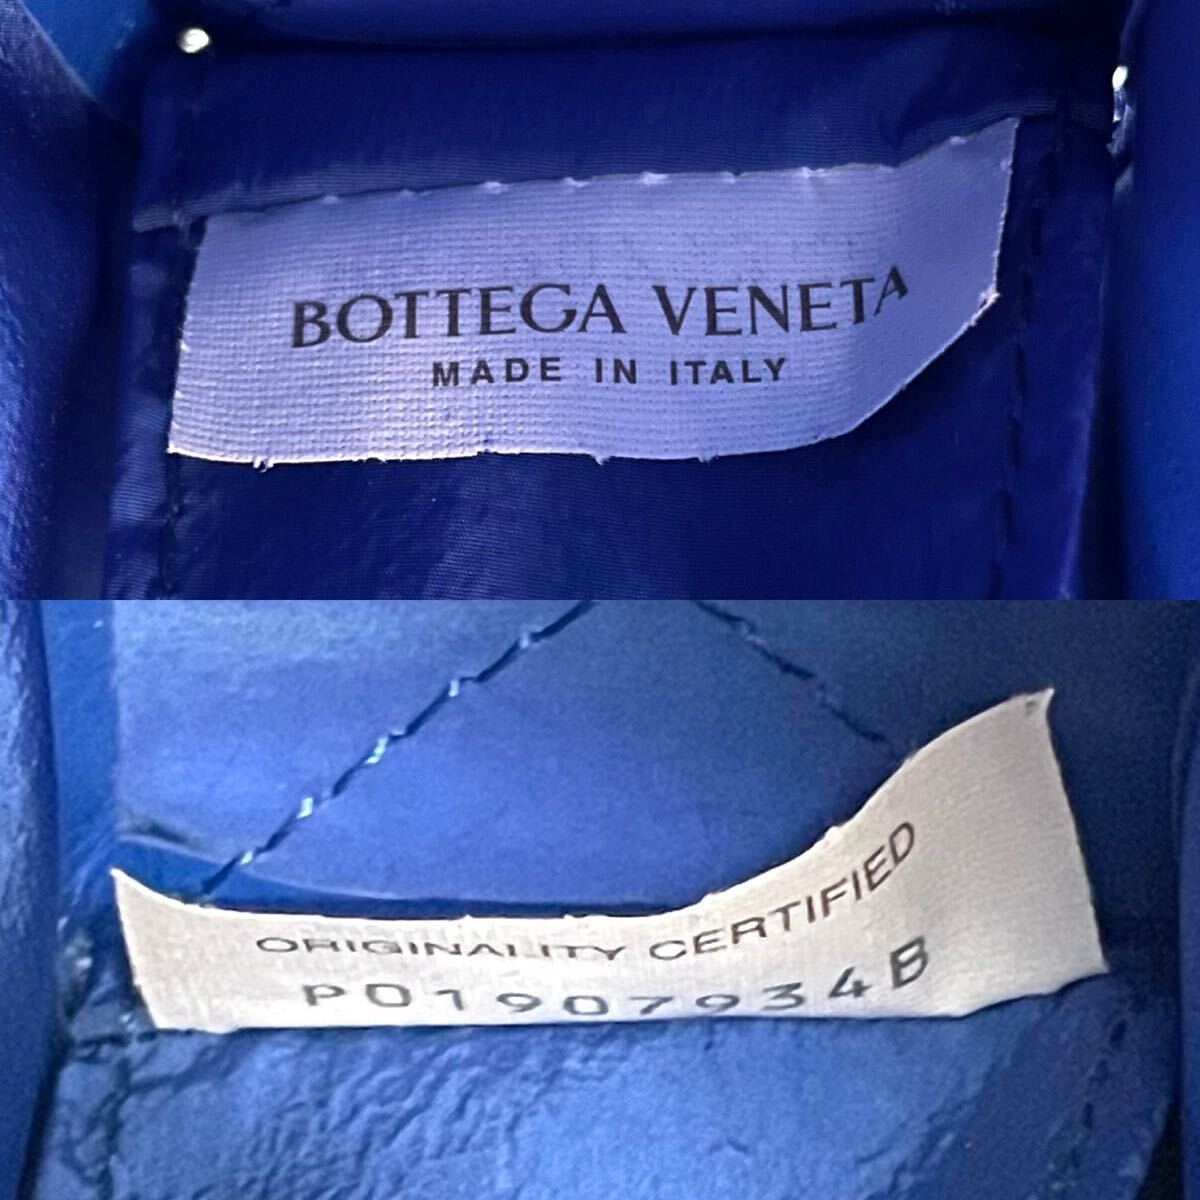 BOTTEGA VENETA
MADE IN ITALY
ORIGINALITY CERTIFIED
P01907934B